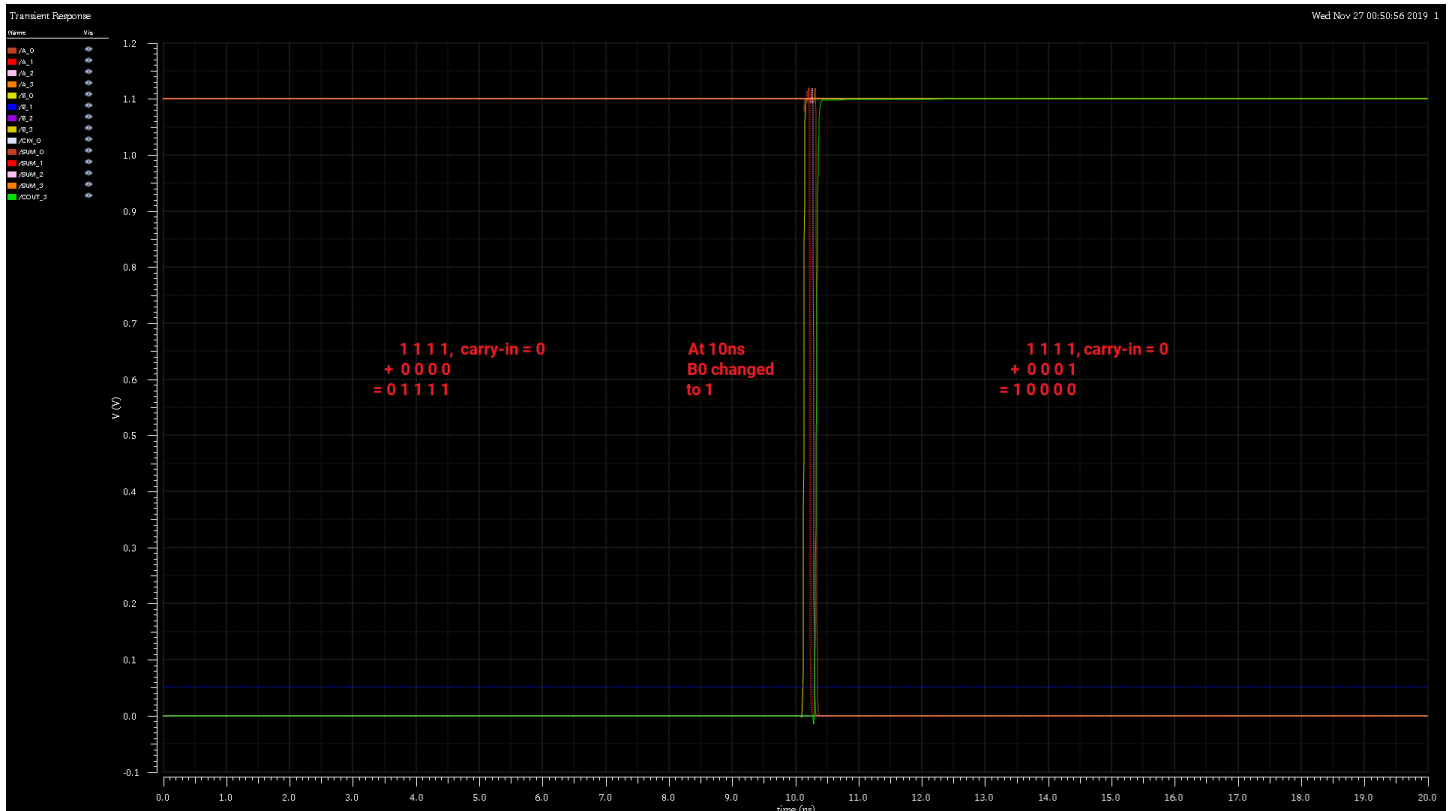 Transient Response
Wed Nov 27 00:50:56 2019 1
Name Vis
/A_0
/A_1
/A_2
/A_3
/B_0
/B_1
/B_2
/B_3
/CIN_0
/SUM_0
/SUM_1
/SUM_2
/SUM_3
/COUT_3
V (V)
1.2
1.1
1.0
0.9
0.8
0.7
0.6
0.5
0.4
0.3
0.2
0.1
0.0
-0.1
1 1 1 1, carry-in = 0
+ 0 0 0 0
= 0 1 1 1 1
At 10ns
B0 changed
to 1
1 1 1 1, carry-in = 0
+ 0 0 0 1
= 1 0 0 0 0
0.0 1.0 2.0 3.0 4.0 5.0 6.0 7.0 8.0 9.0 10.0 11.0 12.0 13.0 14.0 15.0 16.0 17.0 18.0 19.0 20.0
time (ns)